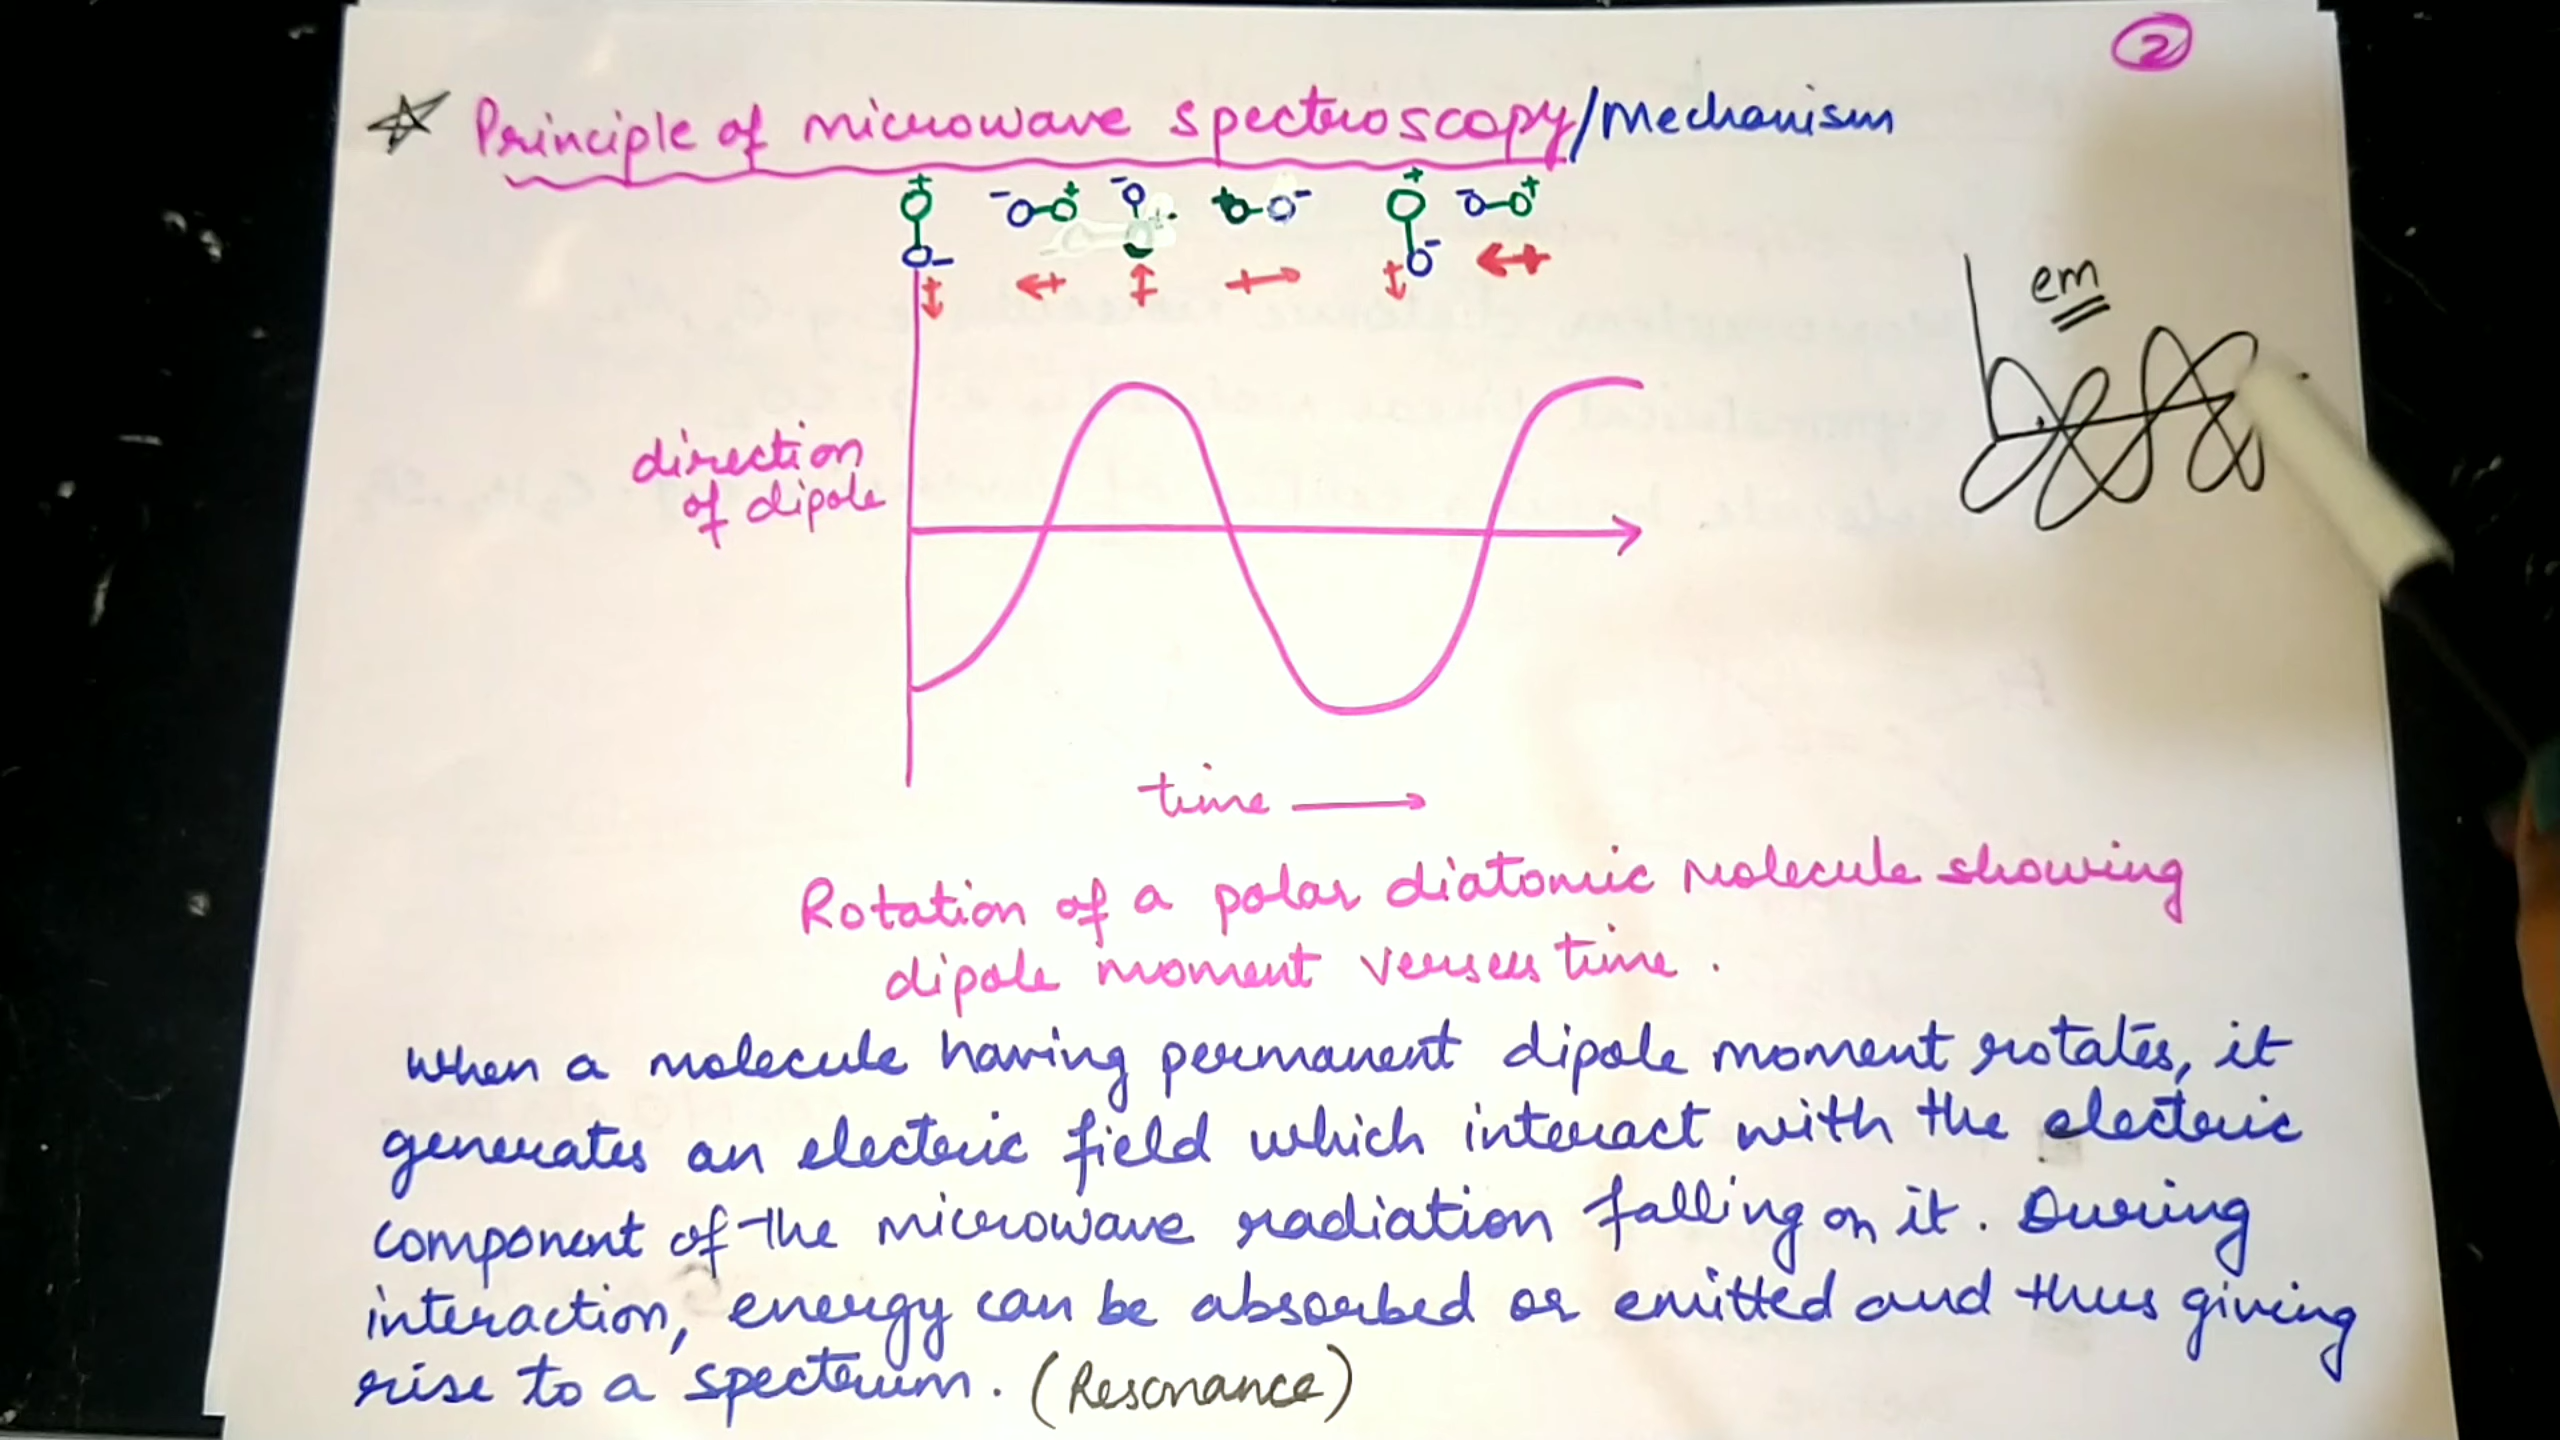 2
Principle of microwave spectroscopy/Mechanism
em
direction
of dipole
time
Rotation of a polar diatomic Molecule showing
dipole moment versus time.
When a molecule having permanent dipole moment rotates, it
generates an electric field which interact with the electric
component of the microwave radiation falling on it. During
interaction, energy can be absorbed or emitted and thus giving
rise to a spectrum. (Resonance)